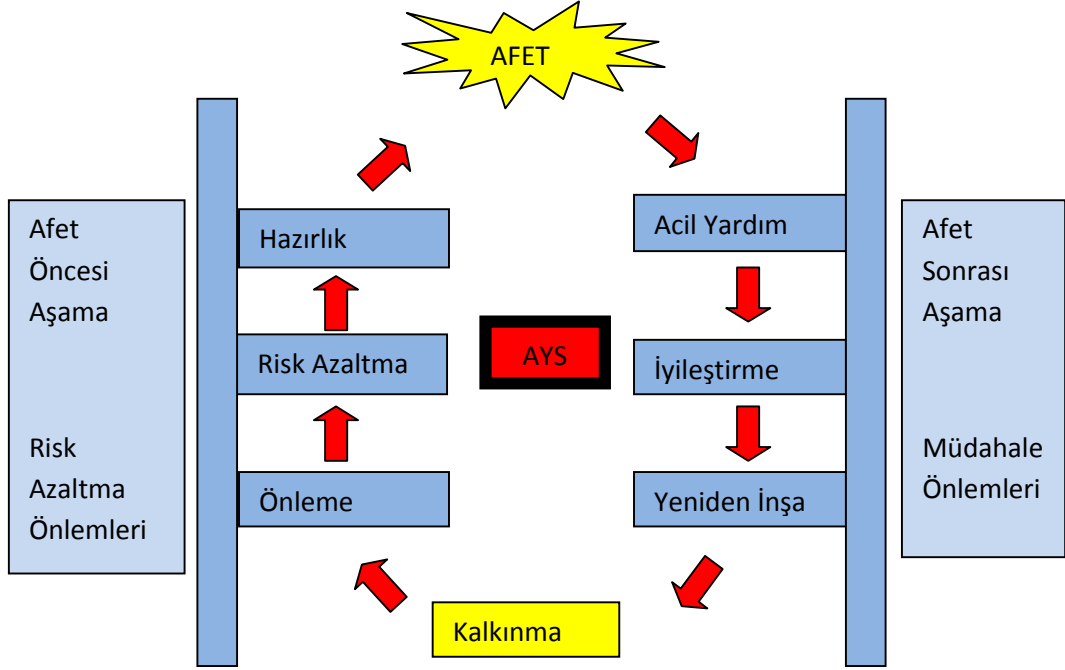 AFET
Afet
Öncesi
Aşama
Risk
Azaltma
Önlemleri
Hazırlık
Risk Azaltma
Önleme
AYS
Kalkınma
Acil Yardım
İyileştirme
Yeniden İnşa
Afet
Sonrası
Aşama
Müdahale
Önlemleri